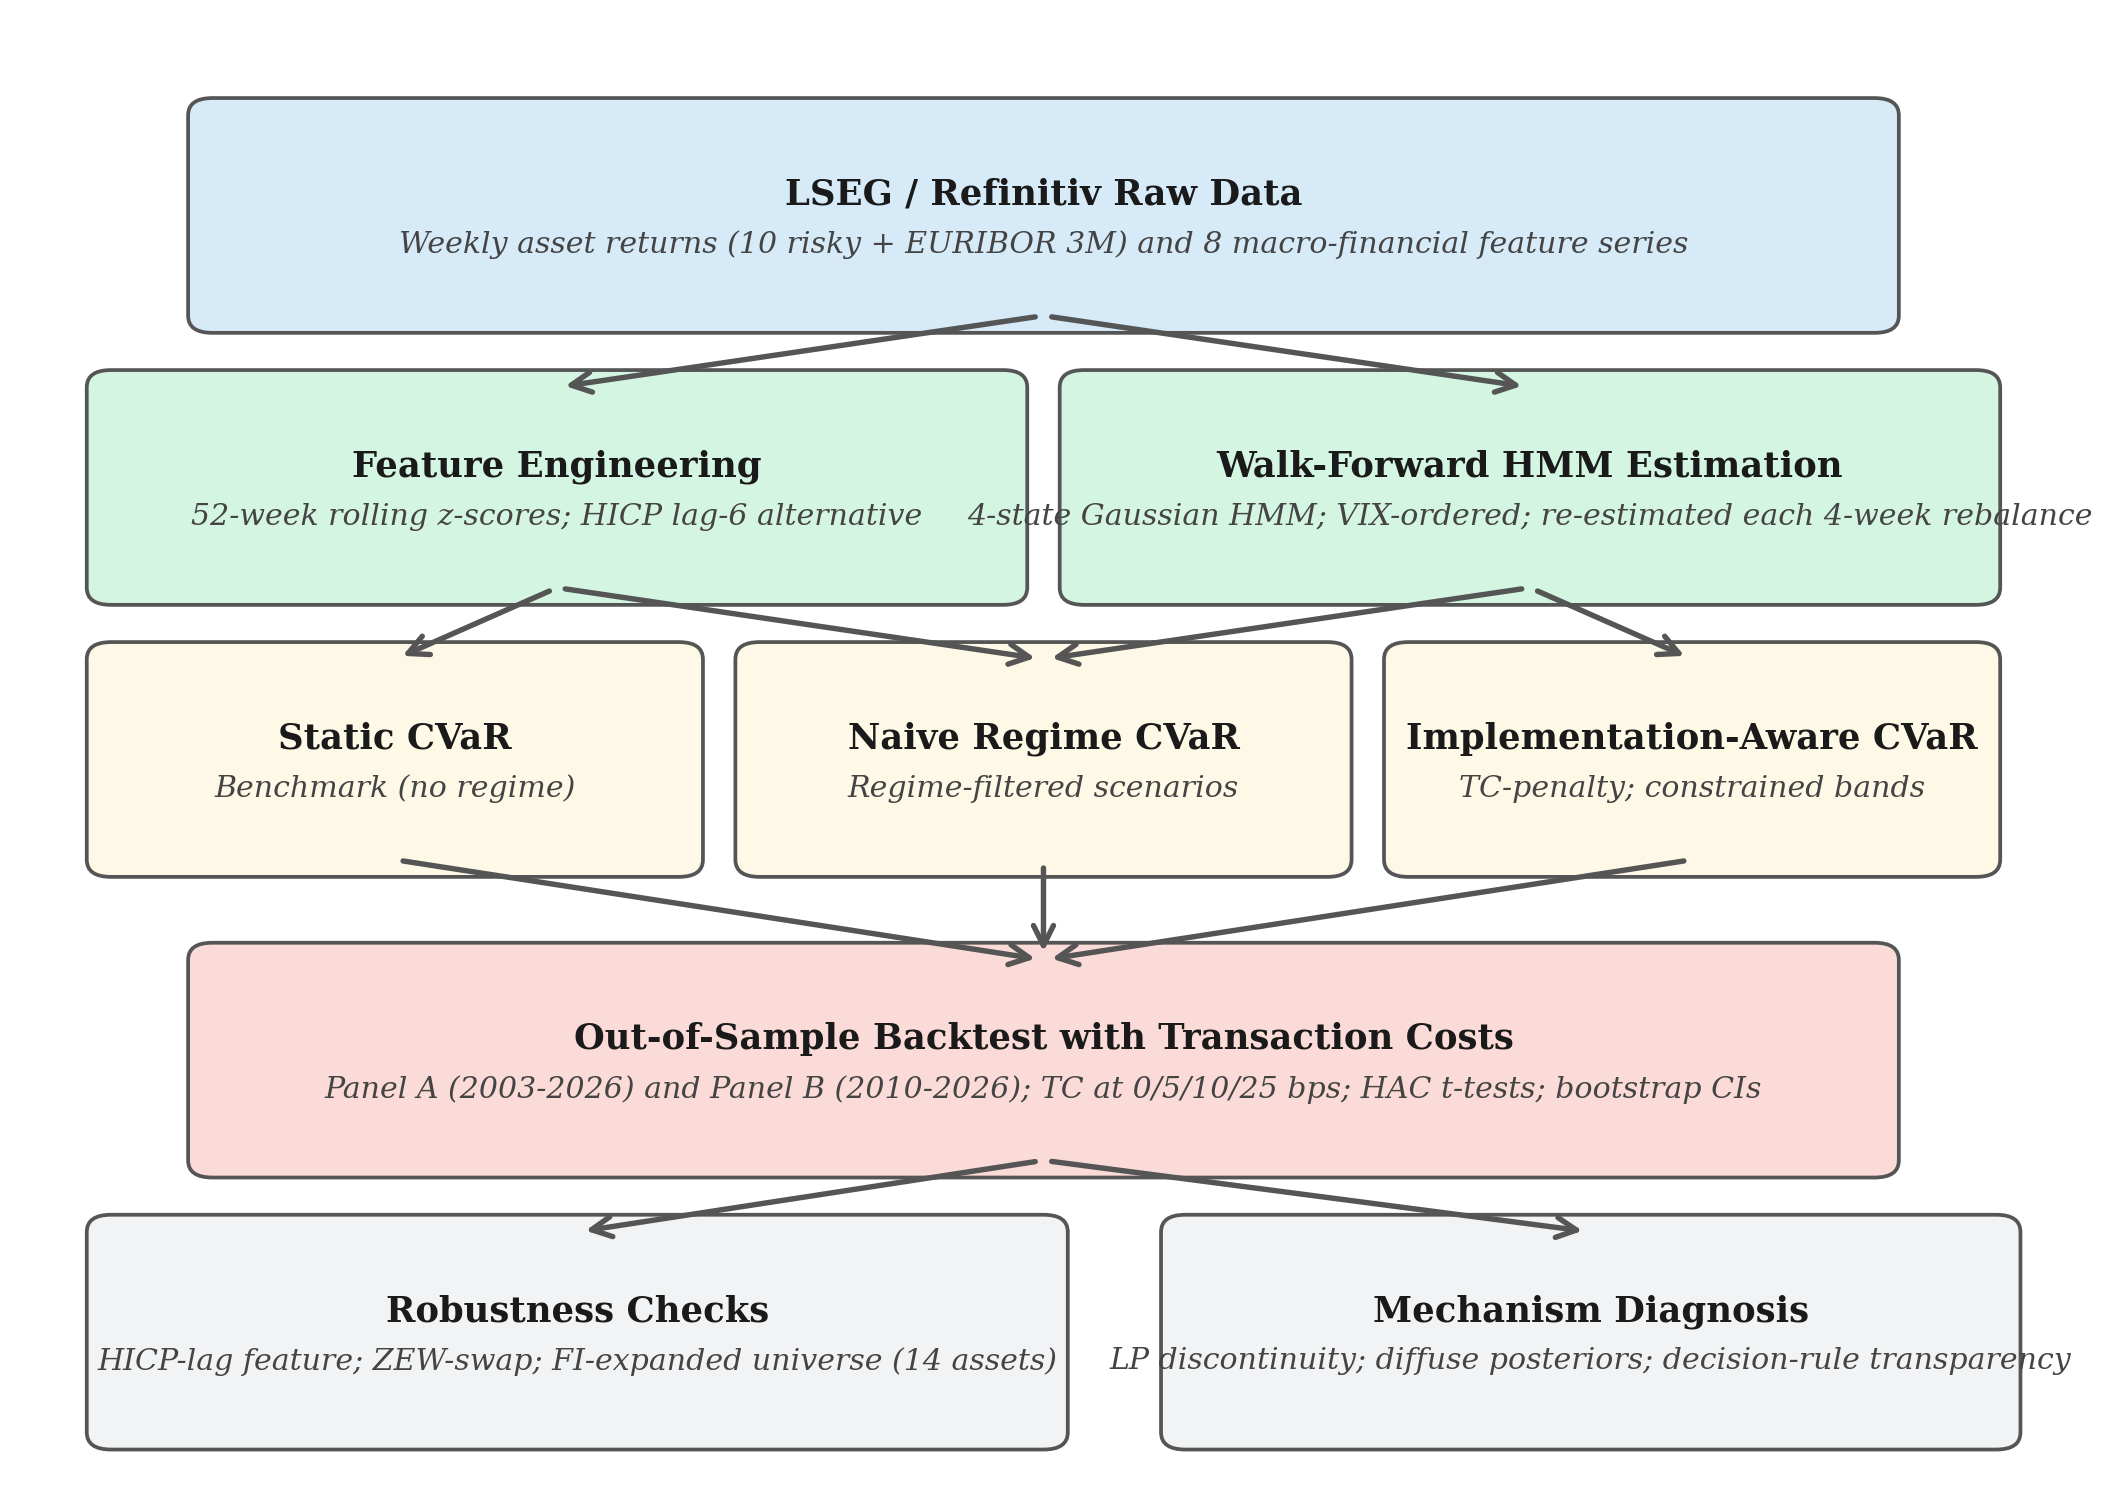 LSEG / Refinitiv Raw Data
Weekly asset returns (10 risky + EURIBOR 3M) and 8 macro-financial feature series
Feature Engineering
52-week rolling z-scores; HICP lag-6 alternative
Walk-Forward HMM Estimation
4-state Gaussian HMM; VIX-ordered; re-estimated each 4-week rebalance
Static CVaR
Benchmark (no regime)
Naive Regime CVaR
Regime-filtered scenarios
Implementation-Aware CVaR
TC-penalty; constrained bands
Out-of-Sample Backtest with Transaction Costs
Panel A (2003-2026) and Panel B (2010-2026); TC at 0/5/10/25 bps; HAC t-tests; bootstrap CIs
Robustness Checks
HICP-lag feature; ZEW-swap; FI-expanded universe (14 assets)
Mechanism Diagnosis
LP discontinuity; diffuse posteriors; decision-rule transparency